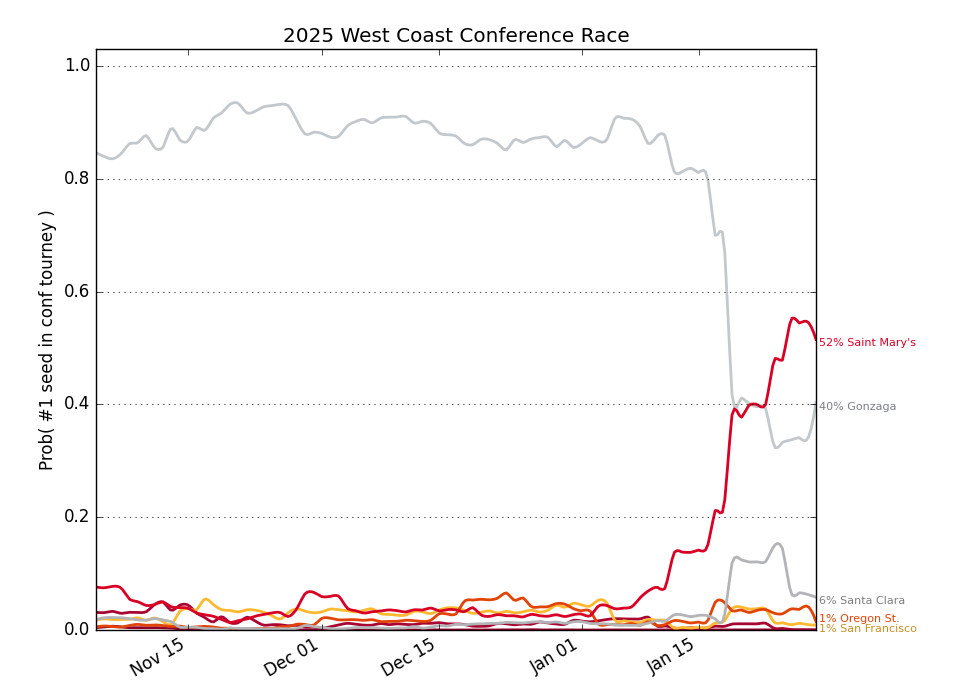 2025 West Coast Conference Race
Prob( #1 seed in conf tourney )
1.0
0.8
0.6
0.4
0.2
0.0
Nov 15
Dec 01
Dec 15
Jan 01
Jan 15
52% Saint Mary's
40% Gonzaga
6% Santa Clara
1% Oregon St.
1% San Francisco